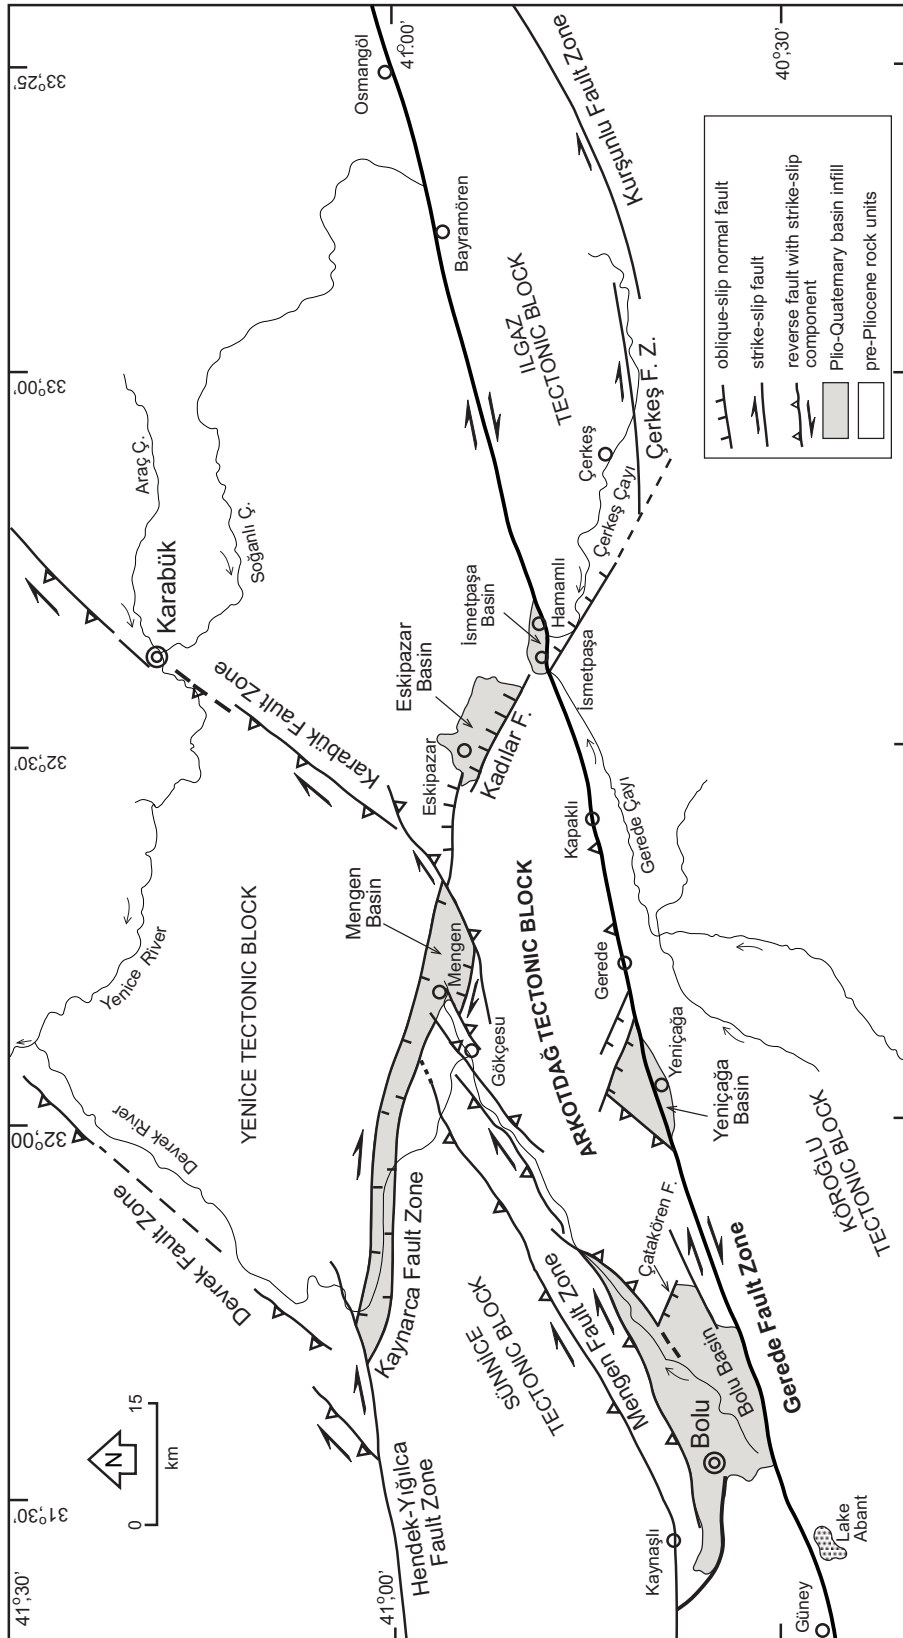 41°,30'
31°,30'
32°,00'
32°,30'
33°,00'
33°,25'
N
0
15
km
Devrek Fault Zone
Devrek River
Yenice River
YENİCE TECTONIC BLOCK
Karabük
Araç Ç.
Soğanlı Ç.
Karabük Fault Zone
Osmangöl
41°,00'
41°,00'
Hendek-Yığılca
Fault Zone
Kaynarca Fault Zone
Mengen
Basin
Mengen
Gökçesu
Eskipazar
Eskipazar
Basin
Kadılar F.
İsmetpaşa
Basin
Hamamlı
İsmetpaşa
Bayramören
ILGAZ
TECTONIC BLOCK
Kurşunlu Fault Zone
Çerkeş
Çerkeş Çayı
Çerkeş F. Z.
SÜNNICE
TECTONIC BLOCK
Mengen Fault Zone
ARKOTDAĞ TECTONIC BLOCK
Kapaklı
Gerede Çayı
Gerede
Yeniçağa
Yeniçağa
Basin
Çatakören F.
Kaynaşlı
Bolu
Bolu Basin
Gerede Fault Zone
KÖROĞLU
TECTONIC BLOCK
Güney
Lake
Abant
40°,30'
oblique-slip normal fault
strike-slip fault
reverse fault with strike-slip
component
Plio-Quaternary basin infill
pre-Pliocene rock units